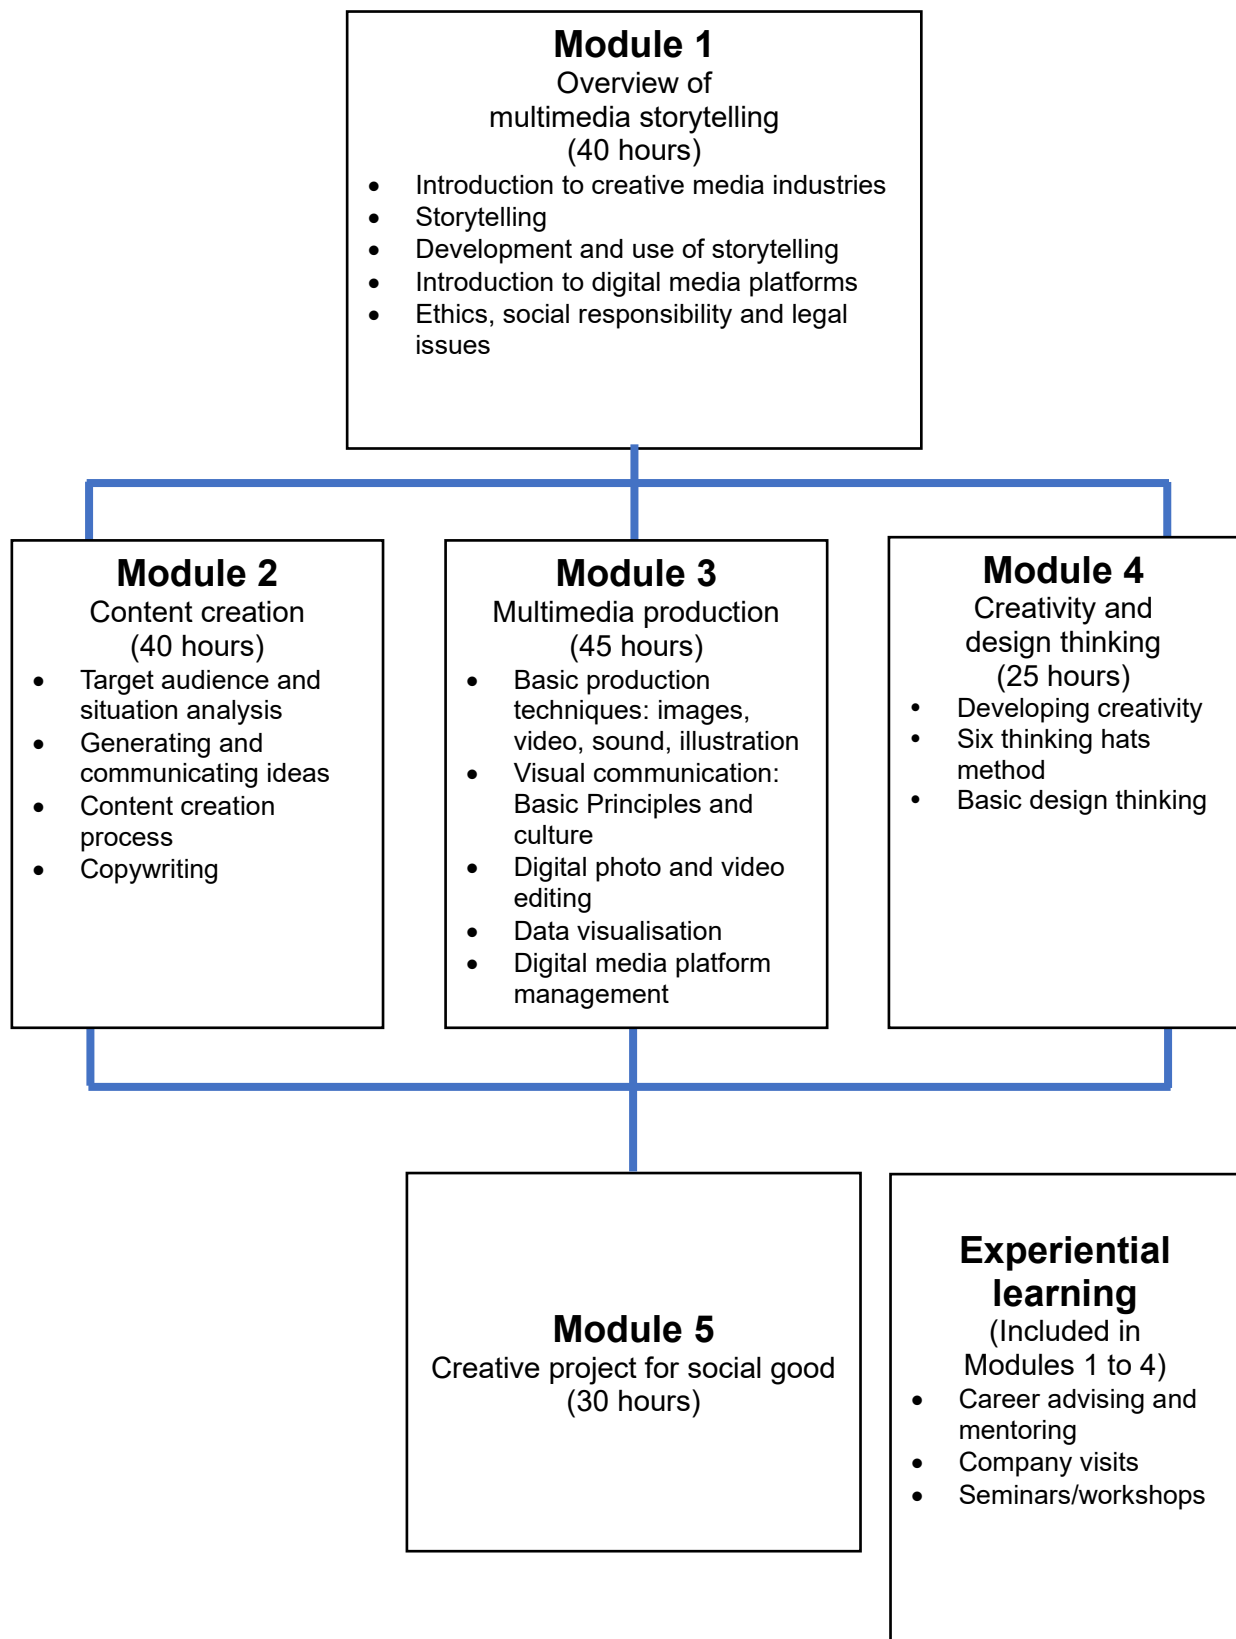 Module 1
Overview of
multimedia storytelling
(40 hours)
• Introduction to creative media industries
• Storytelling
• Development and use of storytelling
• Introduction to digital media platforms
• Ethics, social responsibility and legal
issues
Module 2
Content creation
(40 hours)
• Target audience and
situation analysis
• Generating and
communicating ideas
• Content creation
process
• Copywriting
Module 3
Multimedia production
(45 hours)
• Basic production
techniques: images,
video, sound, illustration
• Visual communication:
Basic Principles and
culture
• Digital photo and video
editing
• Data visualisation
• Digital media platform
management
Module 4
Creativity and
design thinking
(25 hours)
• Developing creativity
• Six thinking hats
method
• Basic design thinking
Module 5
Creative project for social good
(30 hours)
Experiential
learning
(Included in
Modules 1 to 4)
• Career advising and
mentoring
• Company visits
• Seminars/workshops